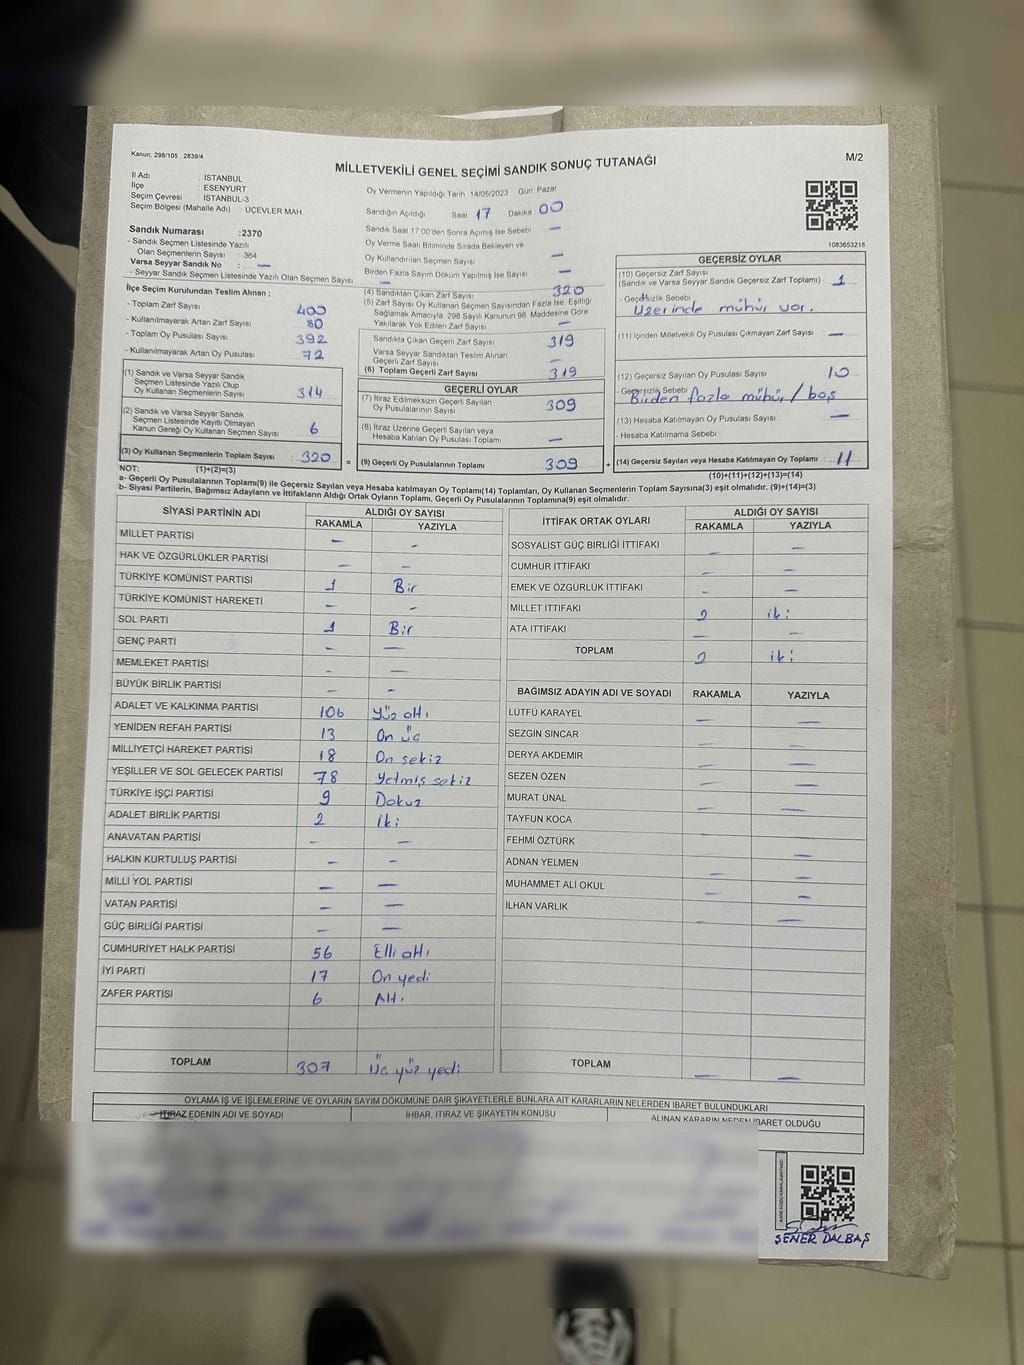 Kanun: 298/105 , 2839/4
MİLLETVEKİLİ GENEL SEÇİMİ SANDIK SONUÇ TUTANAĞI
M/2
İl Adı : İSTANBUL
İlçe : ESENYURT
Seçim Çevresi : İSTANBUL-3
Seçim Bölgesi (Mahalle Adı) : ÜÇEVLER MAH.
Oy Vermenin Yapıldığı Tarih : 14/05/2023 Gün: Pazar
Sandığın Açıldığı Saat 17 Dakika 00
Sandık Saat 17:00'den Sonra Açımış İse Sebebi —
Oy Verme Saati Bitiminde Sırada Bekleyen ve
Oy Kullandırılan Seçmen Sayısı —
Birden Fazla Sayım Döküm Yapılmış İse Sayısı —
1083653218
Sandık Numarası :2370
- Sandık Seçmen Listesinde Yazılı
Olan Seçmenlerin Sayısı : 364
Varsa Seyyar Sandık No : —
- Seyyar Sandık Seçmen Listesinde Yazılı Olan Seçmen Sayısı : —
İlçe Seçim Kurulundan Teslim Alınan ;
- Toplam Zarf Sayısı 400
- Kullanılmayarak Artan Zarf Sayısı 80
- Toplam Oy Pusulası Sayısı 392
- Kullanılmayarak Artan Oy Pusulası 72
(1) Sandık ve Varsa Seyyar Sandık
Seçmen Listesinde Yazılı Olup
Oy Kullanan Seçmenlerin Sayısı 314
(2) Sandık ve Varsa Seyyar Sandık
Seçmen Listesinde Kayıtlı Olmayan
Kanun Gereği Oy Kullanan Seçmen Sayısı 6
(3) Oy Kullanan Seçmenlerin Toplam Sayısı 320
(4) Sandıktan Çıkan Zarf Sayısı 320
(5) Zarf Sayısı Oy Kullanan Seçmen Sayısından Fazla İse, Eşitliği
Sağlamak Amacıyla, 298 Sayılı Kanunun 98. Maddesine Göre
Yakılarak Yok Edilen Zarf Sayısı —
Sandıkta Çıkan Geçerli Zarf Sayısı 319
Varsa Seyyar Sandıktan Teslim Alınan
Geçerli Zarf Sayısı —
(6) Toplam Geçerli Zarf Sayısı 319
GEÇERLİ OYLAR
(7) İtiraz Edilmeksizin Geçerli Sayılan
Oy Pusulalarının Sayısı 309
(8) İtiraz Üzerine Geçerli Sayılan veya
Hesaba Katılan Oy Pusulası Toplamı —
= (9) Geçerli Oy Pusulalarının Toplamı 309
GEÇERSİZ OYLAR
(10) Geçersiz Zarf Sayısı
(Sandık ve Varsa Seyyar Sandık Geçersiz Zarf Toplamı) : 1
- Geçersizlik Sebebi
Üzerinde mühür var.
(11) İçinden Milletvekili Oy Pusulası Çıkmayan Zarf Sayısı : —
(12) Geçersiz Sayılan Oy Pusulası Sayısı 10
- Geçersizlik Sebebi
Birden fazla mühür / boş
(13) Hesaba Katılmayan Oy Pusulası Sayısı : —
- Hesaba Katılmama Sebebi :
+ (14) Geçersiz Sayılan veya Hesaba Katılmayan Oy Toplamı : 11
NOT: (1)+(2)=(3)
(10)+(11)+(12)+(13)=(14)
a- Geçerli Oy Pusulalarının Toplamı(9) ile Geçersiz Sayılan veya Hesaba katılmayan Oy Toplamı(14) Toplamları, Oy Kullanan Seçmenlerin Toplam Sayısına(3) eşit olmalıdır. (9)+(14)=(3)
b- Siyasi Partilerin, Bağımsız Adayların ve İttifakların Aldığı Ortak Oyların Toplamı, Geçerli Oy Pusulalarının Toplamına(9) eşit olmalıdır.
SİYASİ PARTİNİN ADI ALDIĞI OY SAYISI
RAKAMLA YAZIYLA
MİLLET PARTİSİ — —
HAK VE ÖZGÜRLÜKLER PARTİSİ — —
TÜRKİYE KOMÜNİST PARTİSİ 1 Bir
TÜRKİYE KOMÜNİST HAREKETİ — —
SOL PARTİ 1 Bir
GENÇ PARTİ — —
MEMLEKET PARTİSİ — —
BÜYÜK BİRLİK PARTİSİ — —
ADALET VE KALKINMA PARTİSİ 106 Yüz altı
YENİDEN REFAH PARTİSİ 13 On üç
MİLLİYETÇİ HAREKET PARTİSİ 18 On sekiz
YEŞİLLER VE SOL GELECEK PARTİSİ 78 Yetmiş sekiz
TÜRKİYE İŞÇİ PARTİSİ 9 Dokuz
ADALET BİRLİK PARTİSİ 2 iki
ANAVATAN PARTİSİ — —
HALKIN KURTULUŞ PARTİSİ — —
MİLLİ YOL PARTİSİ — —
VATAN PARTİSİ — —
GÜÇ BİRLİĞİ PARTİSİ — —
CUMHURİYET HALK PARTİSİ 56 Elli altı
İYİ PARTİ 17 On yedi
ZAFER PARTİSİ 6 Altı
TOPLAM 307 Üç yüz yedi
İTTİFAK ORTAK OYLARI ALDIĞI OY SAYISI
RAKAMLA YAZIYLA
SOSYALİST GÜÇ BİRLİĞİ İTTİFAKI — —
CUMHUR İTTİFAKI — —
EMEK VE ÖZGÜRLÜK İTTİFAKI — —
MİLLET İTTİFAKI 2 iki
ATA İTTİFAKI — —
TOPLAM 2 iki
BAĞIMSIZ ADAYIN ADI VE SOYADI RAKAMLA YAZIYLA
LÜTFÜ KARAYEL — —
SEZGİN SİNCAR — —
DERYA AKDEMİR — —
SEZEN ÖZEN — —
MURAT ÜNAL — —
TAYFUN KOCA
FEHMİ ÖZTÜRK —
ADNAN YELMEN — —
MUHAMMET ALİ OKUL — —
İLHAN VARLIK — —
TOPLAM — —
OYLAMA İŞ VE İŞLEMLERİNE VE OYLARIN SAYIM DÖKÜMÜNE DAİR ŞİKAYETLERLE BUNLARA AİT KARARLARIN NELERDEN İBARET BULUNDUKLARI
İTİRAZ EDENİN ADI VE SOYADI İHBAR, İTİRAZ VE ŞİKAYETİN KONUSU ALINAN KARARIN NEDEN İBARET OLDUĞU
ŞENER DALBAŞ